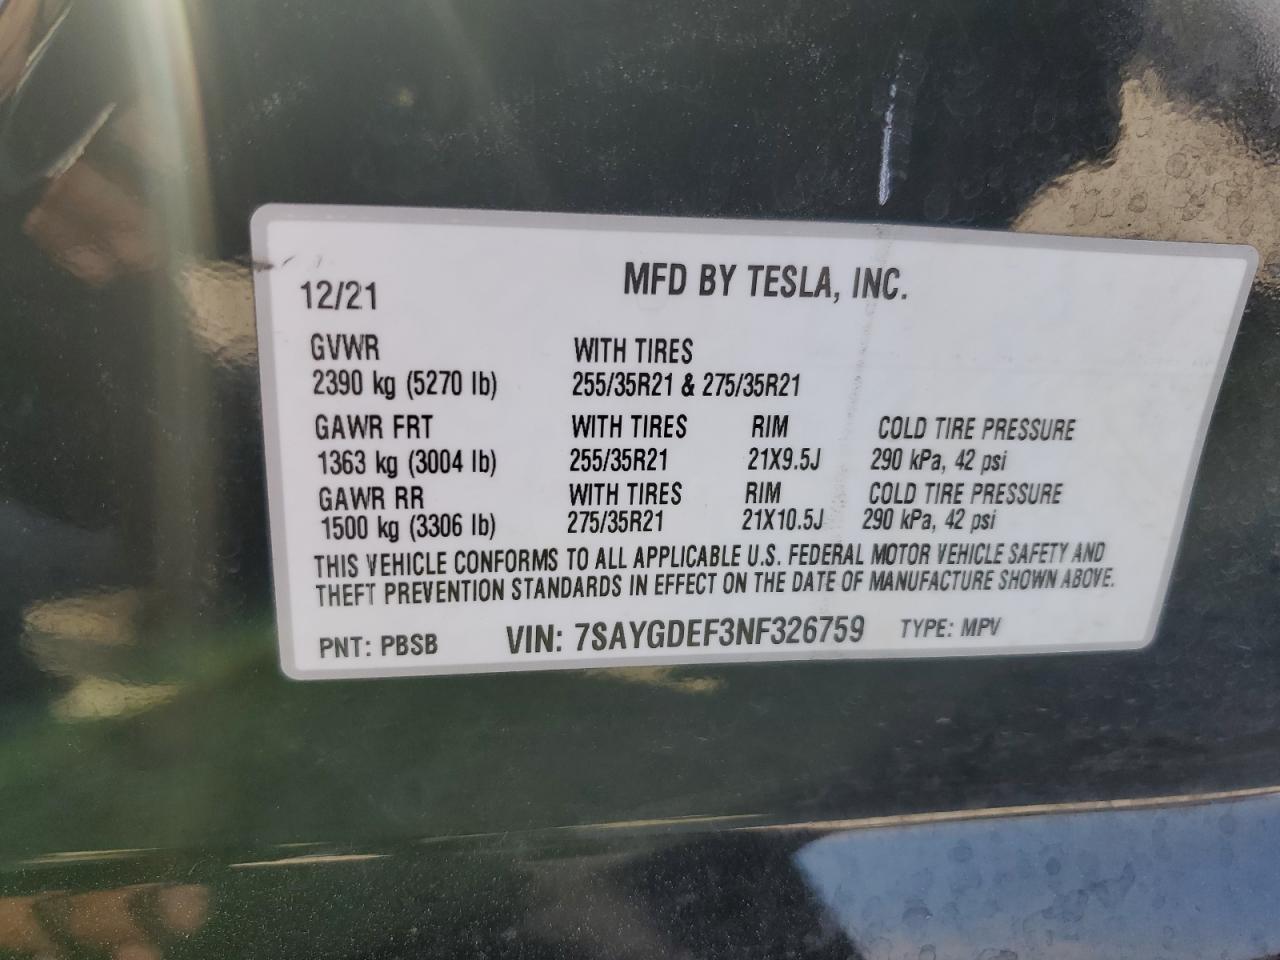 MFD BY TESLA, INC.
12/21
GVWR WITH TIRES
2390 kg (5270 lb) 255/35R21 & 275/35R21
GAWR FRT WITH TIRES RIM COLD TIRE PRESSURE
1363 kg (3004 lb) 255/35R21 21X9.5J 290 kPa, 42 psi
GAWR RR WITH TIRES RIM COLD TIRE PRESSURE
1500 kg (3306 lb) 275/35R21 21X10.5J 290 kPa, 42 psi
THIS VEHICLE CONFORMS TO ALL APPLICABLE U.S. FEDERAL MOTOR VEHICLE SAFETY AND
THEFT PREVENTION STANDARDS IN EFFECT ON THE DATE OF MANUFACTURE SHOWN ABOVE.
PNT: PBSB VIN: 7SAYGDEF3NF326759 TYPE: MPV